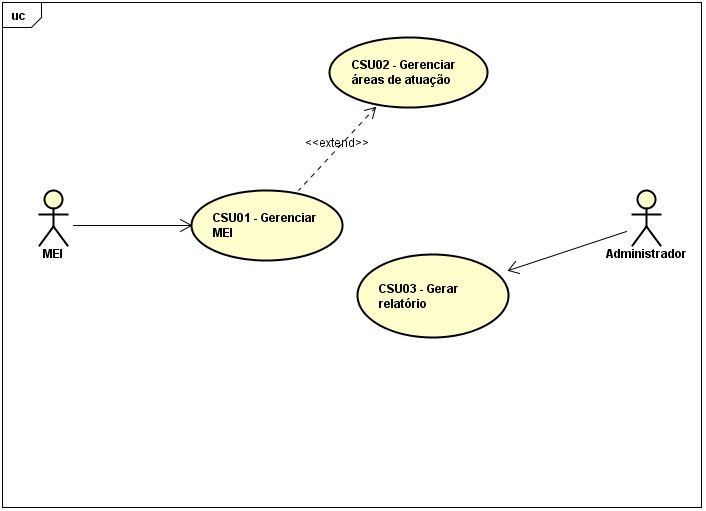 uc
CSU02 - Gerenciar
áreas de atuação
<<extend>>
CSU01 - Gerenciar
MEI
MEI
Administrador
CSU03 - Gerar
relatório